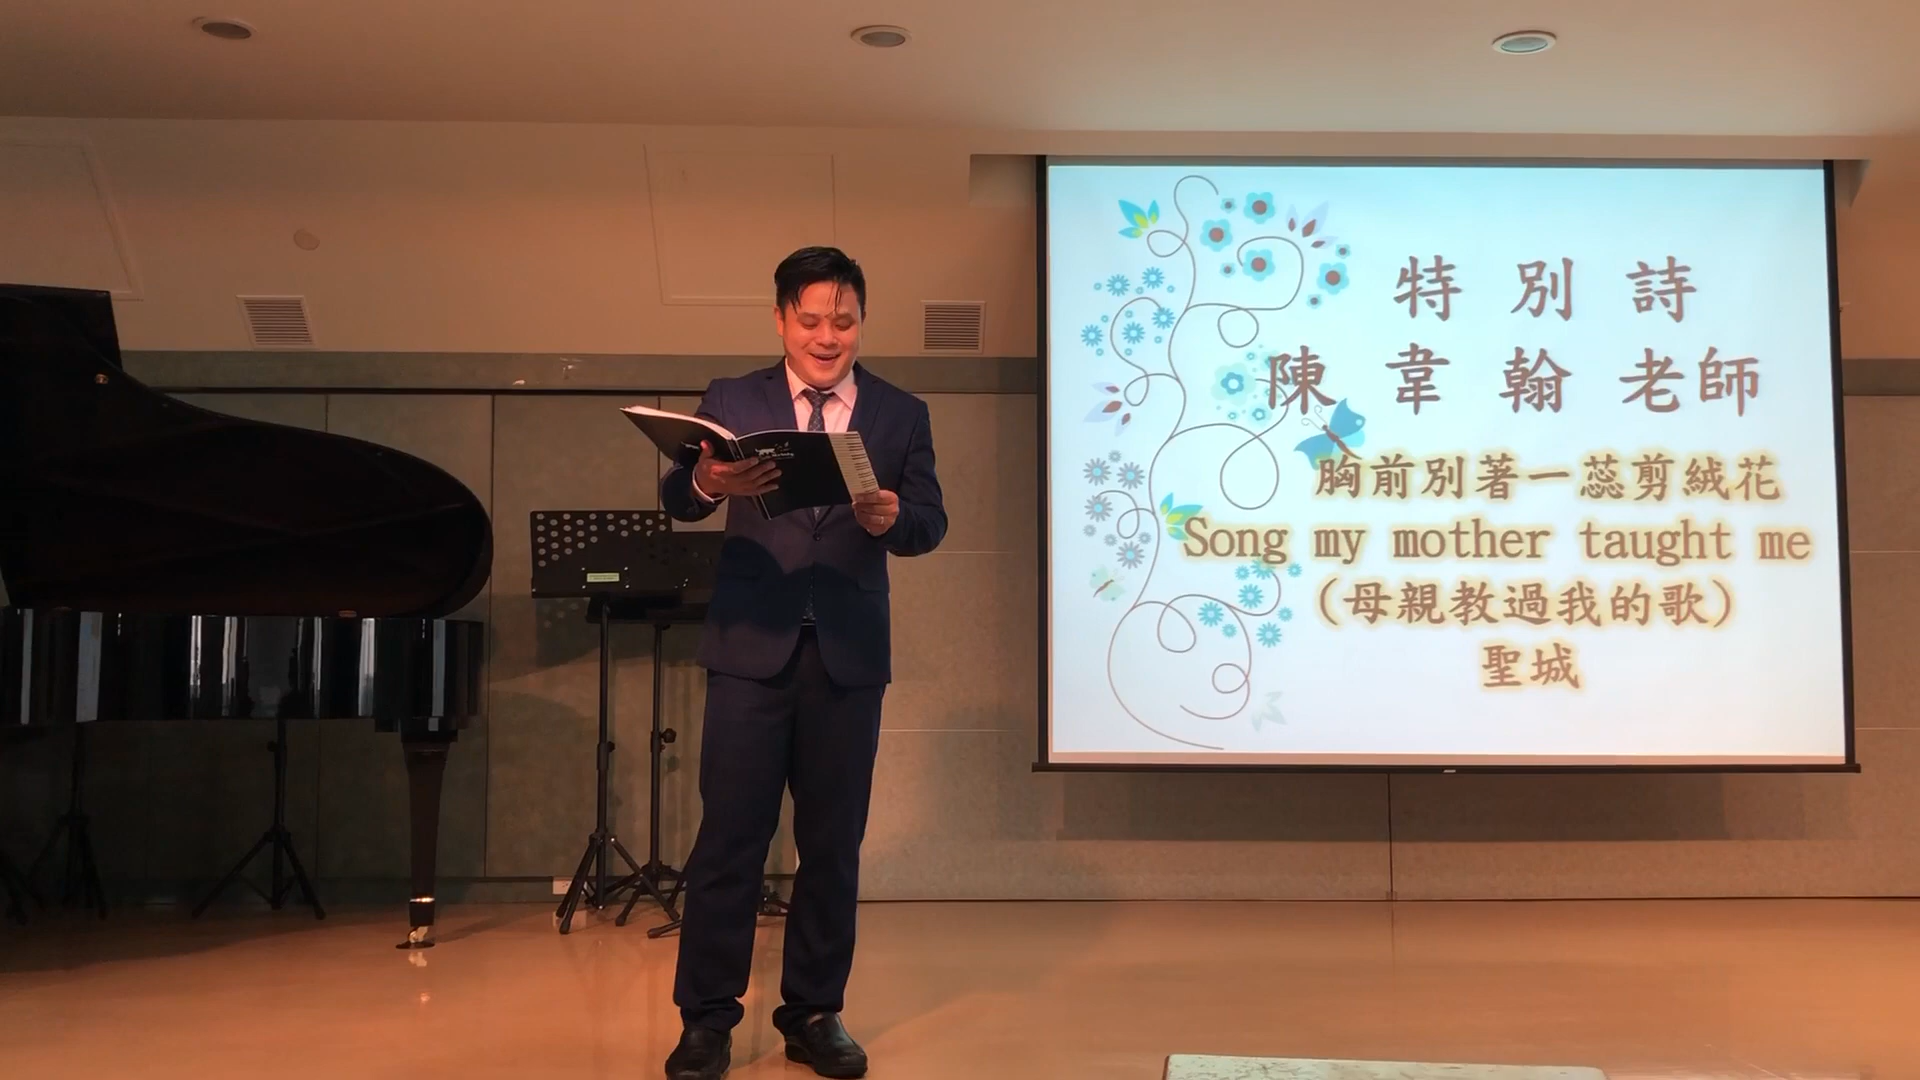 特別詩
陳韋翰老師
胸前別著一蕊剪絨花
Song my mother taught me
(母親教過我的歌)
聖城